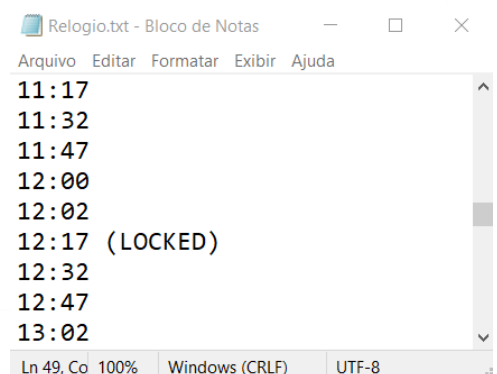 Relogio.txt - Bloco de Notas
Arquivo Editar Formatar Exibir Ajuda
11:17
11:32
11:47
12:00
12:02
12:17 (LOCKED)
12:32
12:47
13:02
Ln 49, Co 100% Windows (CRLF) UTF-8